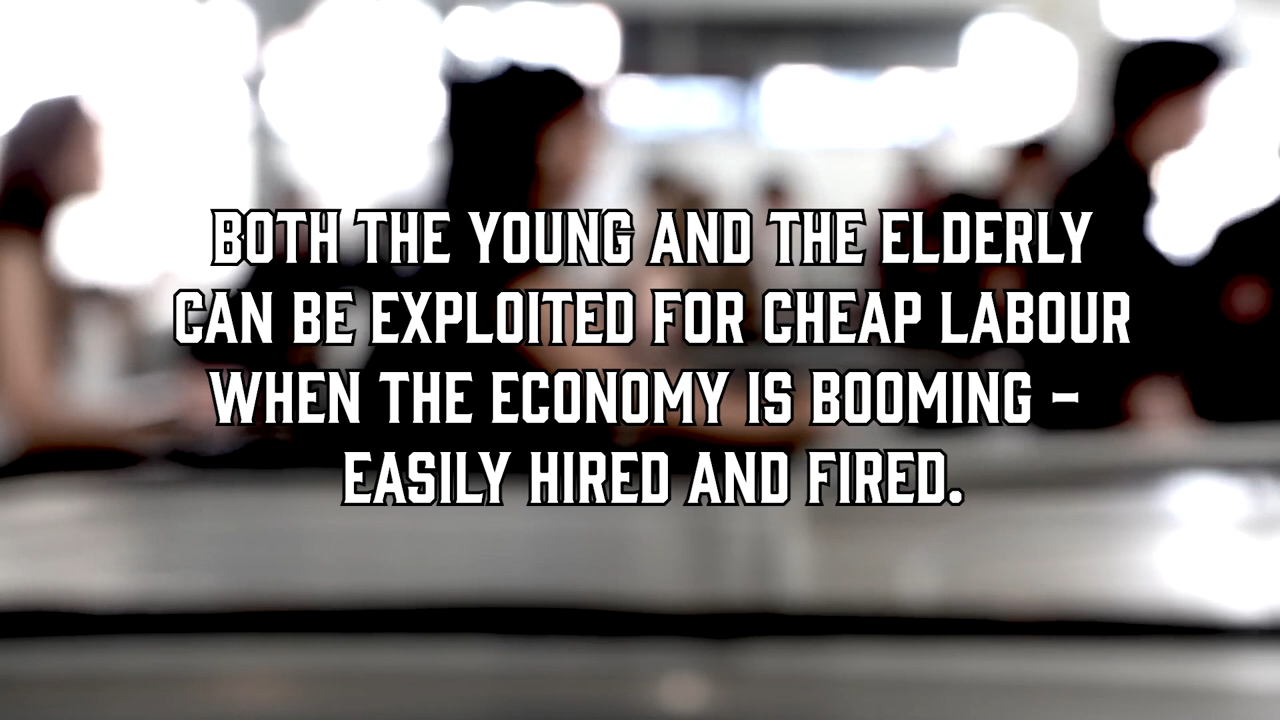 BOTH THE YOUNG AND THE ELDERLY
CAN BE EXPLOITED FOR CHEAP LABOUR
WHEN THE ECONOMY IS BOOMING –
EASILY HIRED AND FIRED.